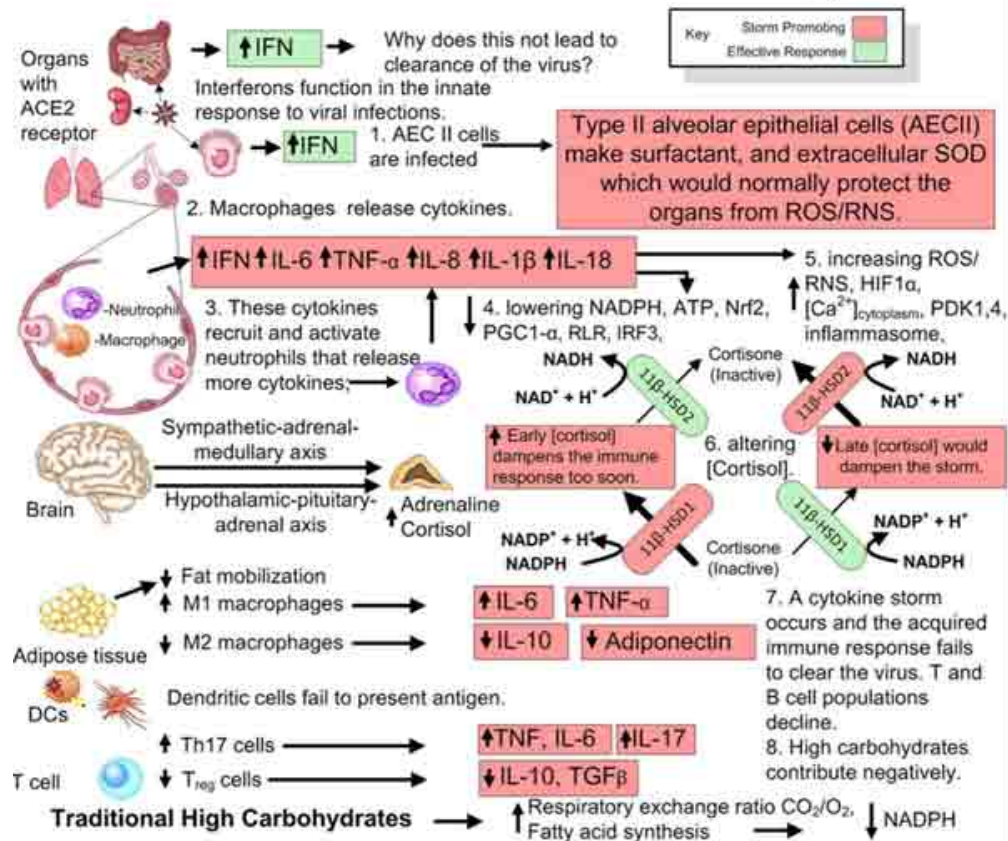 Key
Storm Promoting
Effective Response
Organs
with
ACE2
receptor
↑IFN
Why does this not lead to
clearance of the virus?
Interferons function in the innate
response to viral infections.
↑IFN
1. AEC II cells
are infected
Type II alveolar epithelial cells (AECII)
make surfactant, and extracellular SOD
which would normally protect the
organs from ROS/RNS.
2. Macrophages release cytokines.
↑IFN↑IL-6 ↑TNF-α ↑IL-8 ↑IL-1β ↑IL-18
-Neutrophil
-Macrophage
3. These cytokines
recruit and activate
neutrophils that release
more cytokines,
4. lowering NADPH, ATP, Nrf2,
PGC1-α, RLR, IRF3,
5. increasing ROS/
RNS, HIF1α,
[Ca²⁺]cytoplasm, PDK1,4,
inflammasome,
NADH
NAD⁺ + H⁺
11β-HSD2
Cortisone
(Inactive)
11β-HSD2
NADH
NAD⁺ + H⁺
↑ Early [cortisol]
dampens the immune
response too soon.
6. altering
[Cortisol].
↓Late [cortisol] would
dampen the storm.
NADP⁺ + H⁺
NADPH
11β-HSD1
Cortisone
(Inactive)
11β-HSD1
NADP⁺ + H⁺
NADPH
Brain
Sympathetic-adrenal-
medullary axis
Hypothalamic-pituitary-
adrenal axis
↑ Adrenaline
Cortisol
Adipose tissue
↓ Fat mobilization
↑ M1 macrophages
↑IL-6
↑TNF-α
↓ M2 macrophages
↓IL-10
↓Adiponectin
DCs
Dendritic cells fail to present antigen.
T cell
↑ Th17 cells
↑TNF, IL-6
↑IL-17
↓ Treg cells
↓IL-10, TGFβ
7. A cytokine storm
occurs and the acquired
immune response fails
to clear the virus. T and
B cell populations
decline.
8. High carbohydrates
contribute negatively.
Traditional High Carbohydrates
↑Respiratory exchange ratio CO₂/O₂,
Fatty acid synthesis
↓ NADPH